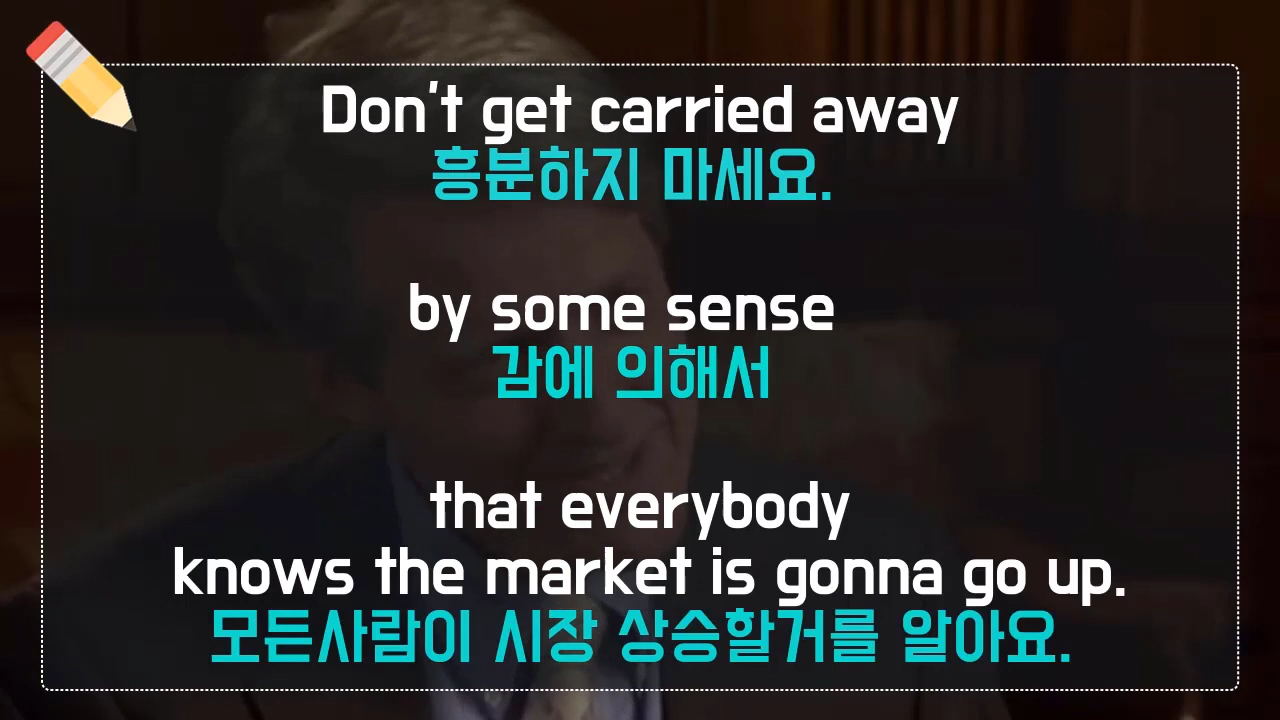 Don't get carried away
흥분하지 마세요.
by some sense
감에 의해서
that everybody
knows the market is gonna go up.
모든사람이 시장 상승할거를 알아요.